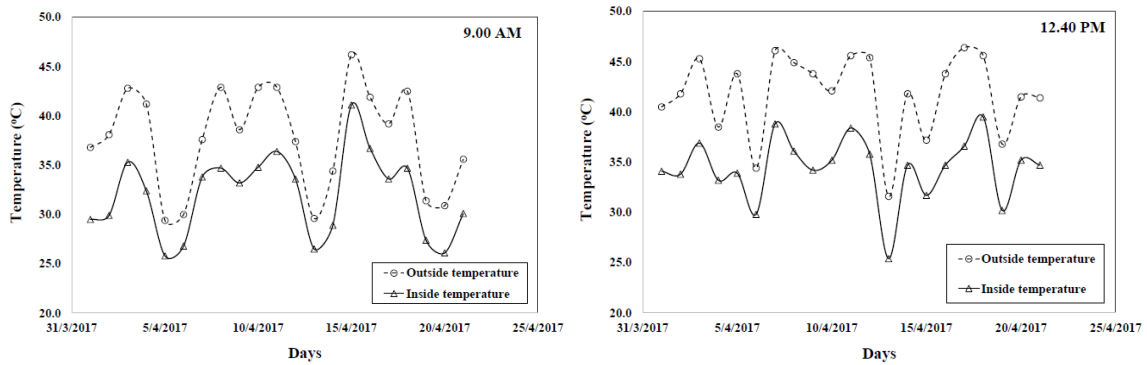 9.00 AM
Temperature (ºC)
50.0
45.0
40.0
35.0
30.0
25.0
20.0
Outside temperature
Inside temperature
31/3/2017 5/4/2017 10/4/2017 15/4/2017 20/4/2017 25/4/2017
Days
12.40 PM
Temperature (ºC)
50.0
45.0
40.0
35.0
30.0
25.0
20.0
Outside temperature
Inside temperature
31/3/2017 5/4/2017 10/4/2017 15/4/2017 20/4/2017 25/4/2017
Days